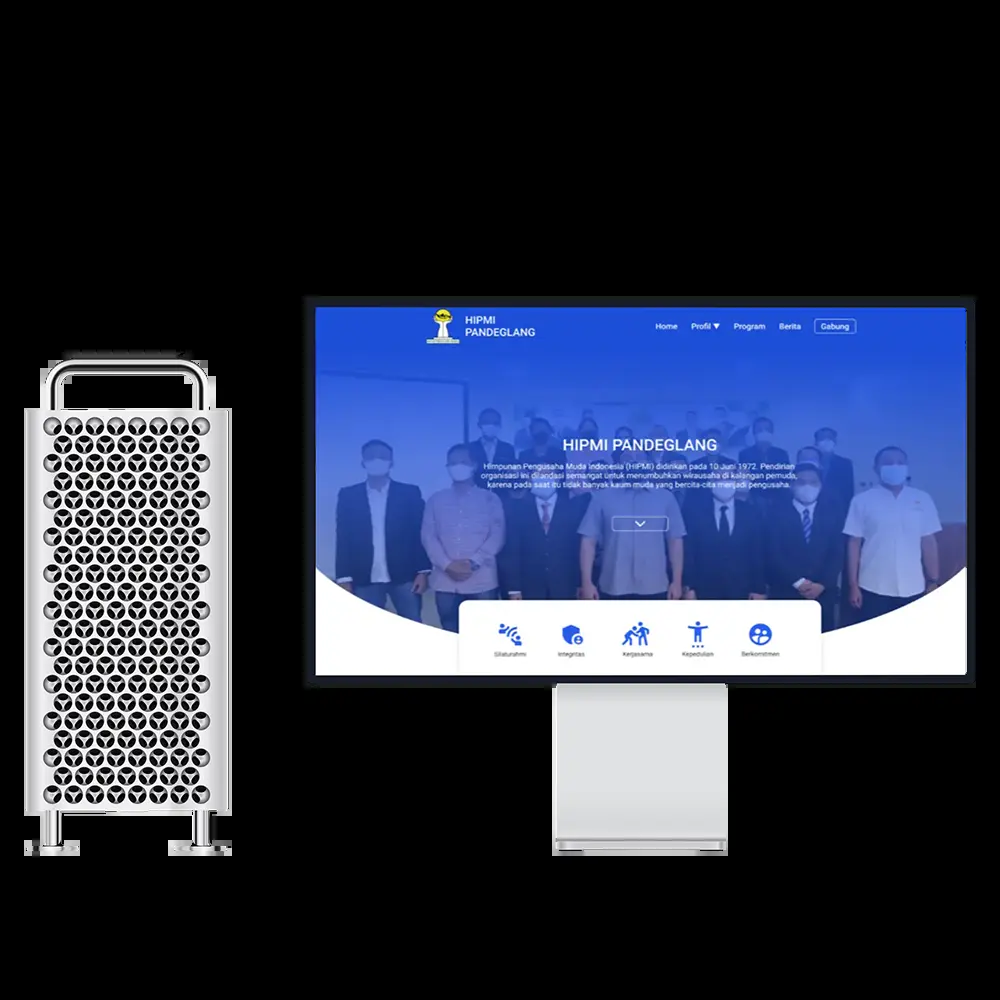 HIPMI
PANDEGLANG
Home Profil ▼ Program Berita Gabung
HIPMI PANDEGLANG
Himpunan Pengusaha Muda Indonesia (HIPMI) didirikan pada 10 Juni 1972. Pendirian
organisasi ini dilandasi semangat untuk menumbuhkan wirausaha di kalangan pemuda,
karena pada saat itu tidak banyak kaum muda yang bercita-cita menjadi pengusaha.
Silaturahmi Integritas Kerjasama Kepedulian Berkomitmen